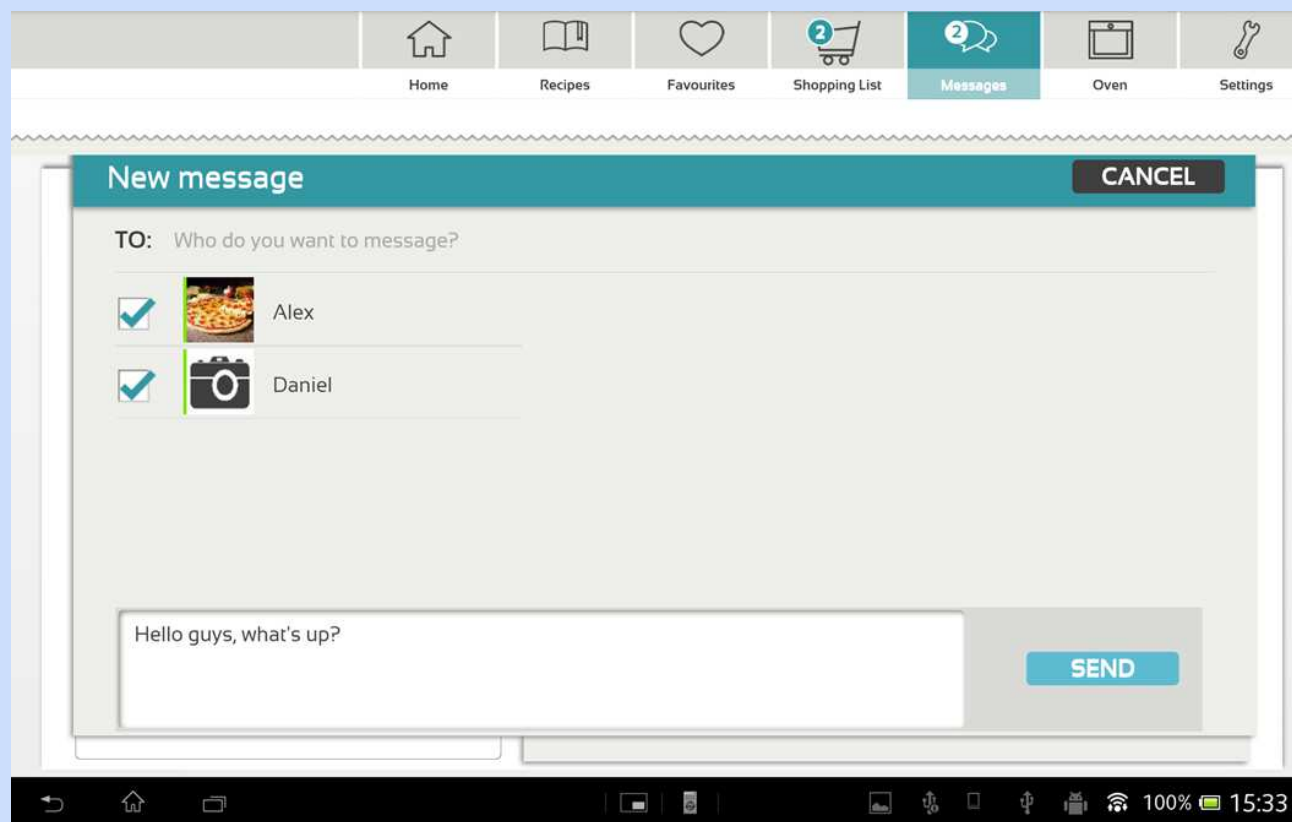 2
2
Home
Recipes
Favourites
Shopping List
Messages
Oven
Settings
New message
CANCEL
TO: Who do you want to message?
Alex
Daniel
Hello guys, what's up?
SEND
100% 15:33